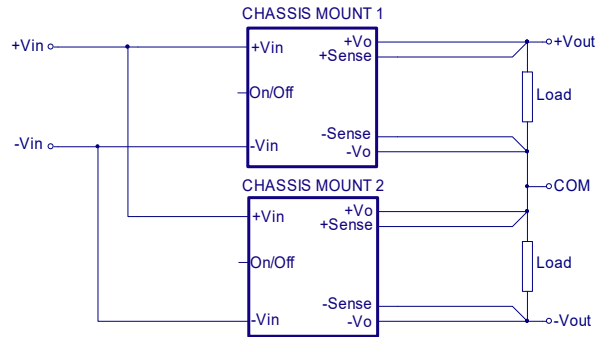 CHASSIS MOUNT 1
+Vin
+Vin
+Vo
+Vout
+Sense
On/Off
Load
-Vin
-Vin
-Sense
-Vo
CHASSIS MOUNT 2
COM
+Vin
+Vo
+Sense
On/Off
Load
-Sense
-Vin
-Vo
-Vout